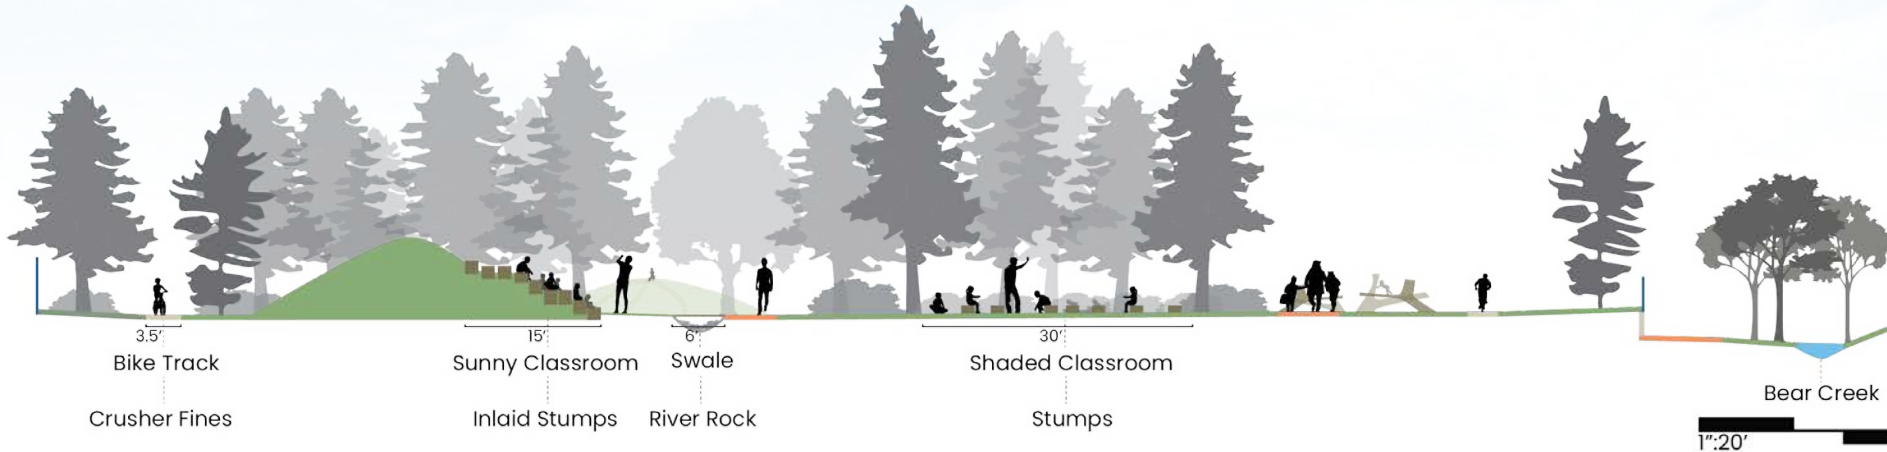 3.5'
15'
6'
30'
Bike Track
Sunny Classroom
Swale
Shaded Classroom
Bear Creek
Crusher Fines
Inlaid Stumps
River Rock
Stumps
1":20'